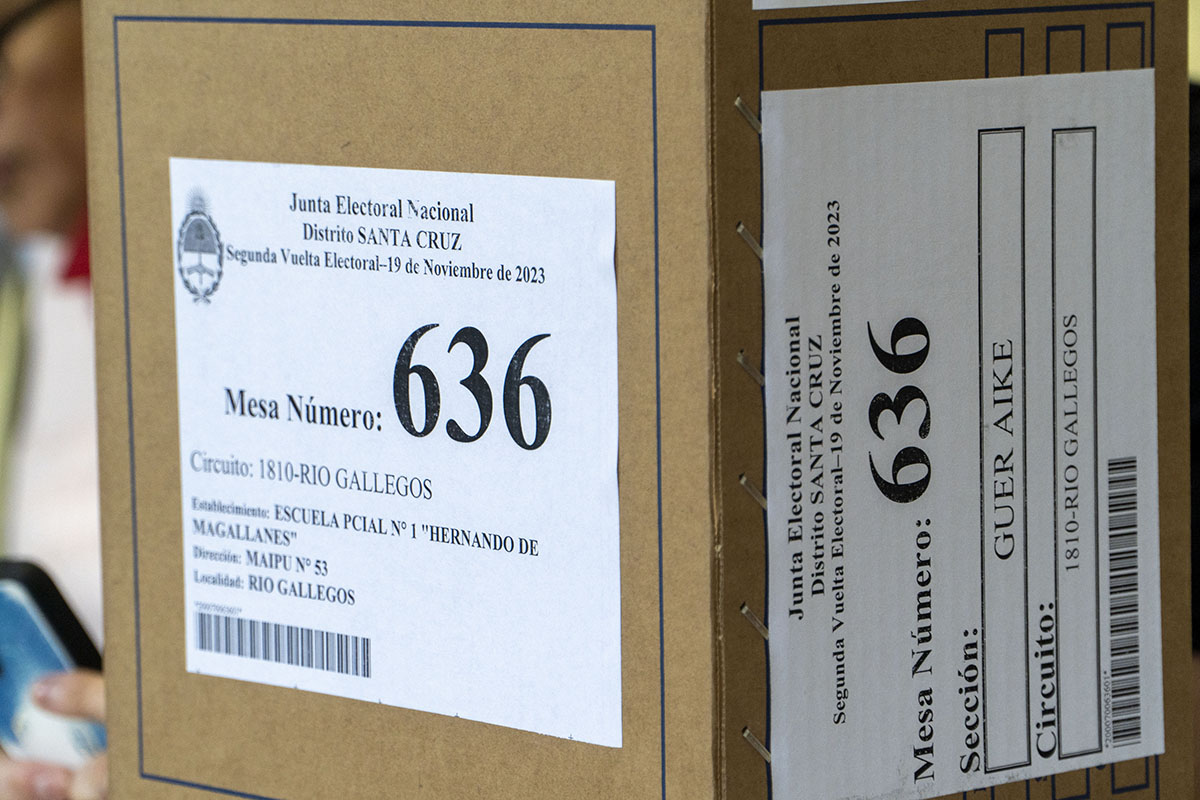 Junta Electoral Nacional
Distrito SANTA CRUZ
Segunda Vuelta Electoral-19 de Noviembre de 2023
Mesa Número: 636
Circuito: 1810-RIO GALLEGOS
Establecimiento: ESCUELA PCIAL N° 1 "HERNANDO DE
MAGALLANES"
Dirección: MAIPU N° 53
Localidad: RIO GALLEGOS
Junta Electoral Nacional
Distrito SANTA CRUZ
Segunda Vuelta Electoral-19 de Noviembre de 2023
Mesa Número: 636
Sección: GUER AIKE
Circuito: 1810-RIO GALLEGOS